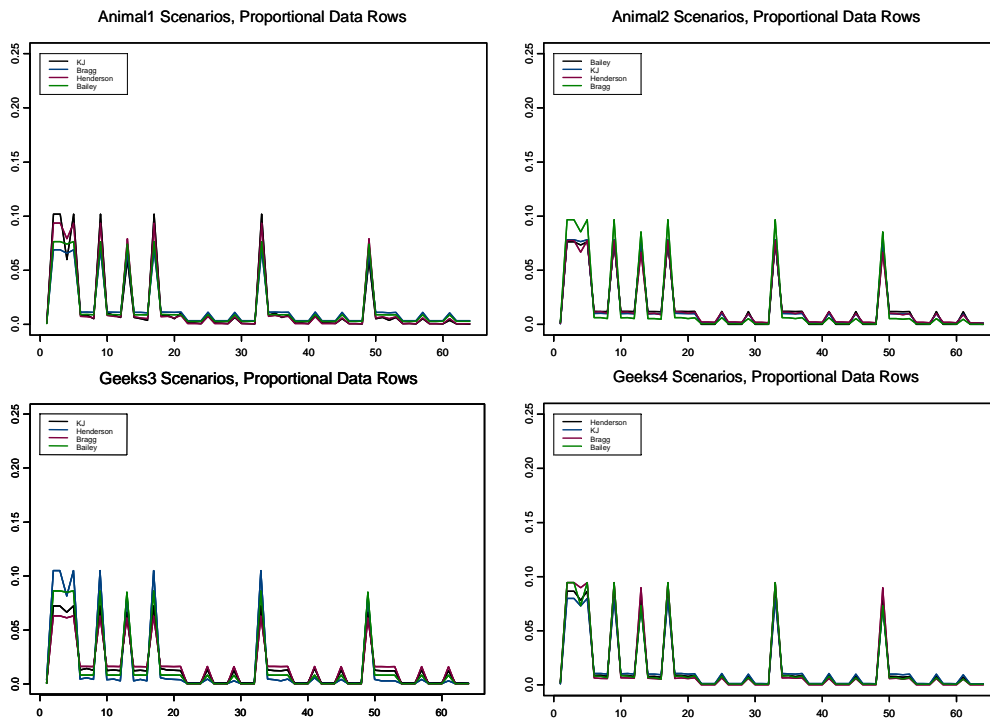 Animal1 Scenarios, Proportional Data Rows
KJ
Bragg
Henderson
Bailey
0.25
0.20
0.15
0.10
0.05
0.0
0 10 20 30 40 50 60
Animal2 Scenarios, Proportional Data Rows
Bailey
KJ
Henderson
Bragg
0.25
0.20
0.15
0.10
0.05
0.0
0 10 20 30 40 50 60
Geeks3 Scenarios, Proportional Data Rows
KJ
Henderson
Bragg
Bailey
0.25
0.20
0.15
0.10
0.05
0.0
0 10 20 30 40 50 60
Geeks4 Scenarios, Proportional Data Rows
Henderson
KJ
Bragg
Bailey
0.25
0.20
0.15
0.10
0.05
0.0
0 10 20 30 40 50 60